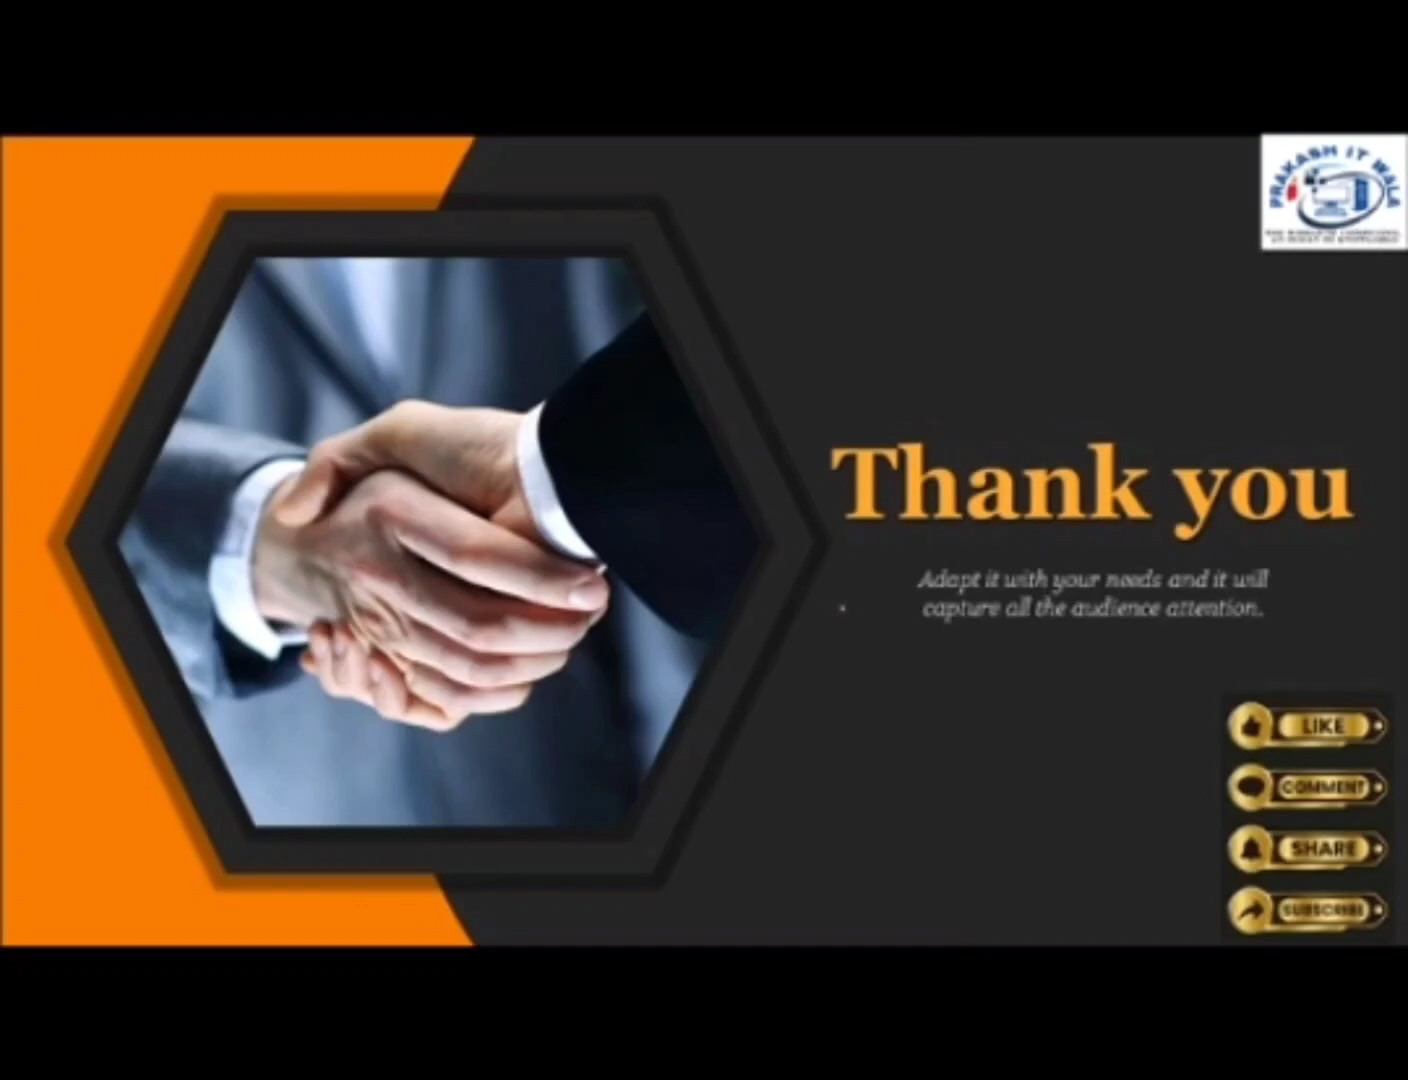 PRAKASH IT WALA
Thank you
Adapt it with your needs and it will
capture all the audience attention.
LIKE
COMMENT
SHARE
SUBSCRIBE